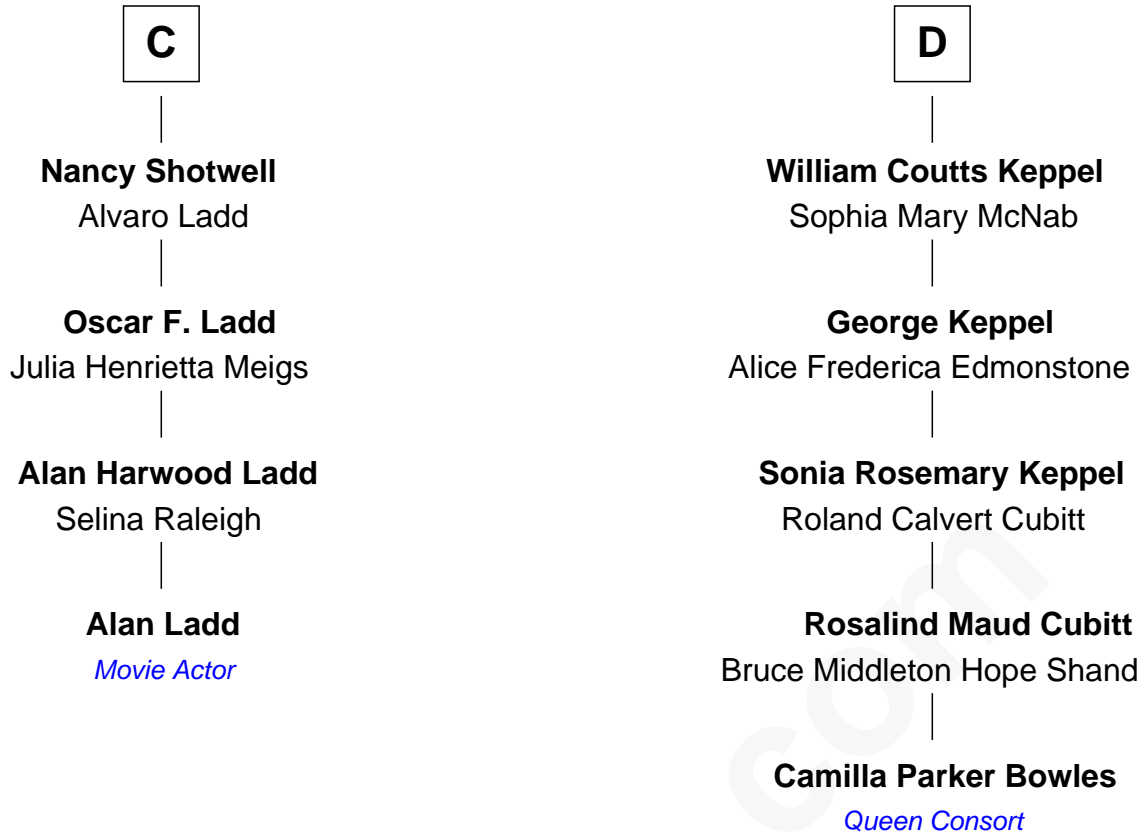 C
Nancy Shotwell
Alvaro Ladd
Oscar F. Ladd
Julia Henrietta Meigs
Alan Harwood Ladd
Selina Raleigh
Alan Ladd
Movie Actor
D
William Coutts Keppel
Sophia Mary McNab
George Keppel
Alice Frederica Edmonstone
Sonia Rosemary Keppel
Roland Calvert Cubitt
Rosalind Maud Cubitt
Bruce Middleton Hope Shand
Camilla Parker Bowles
Queen Consort
com